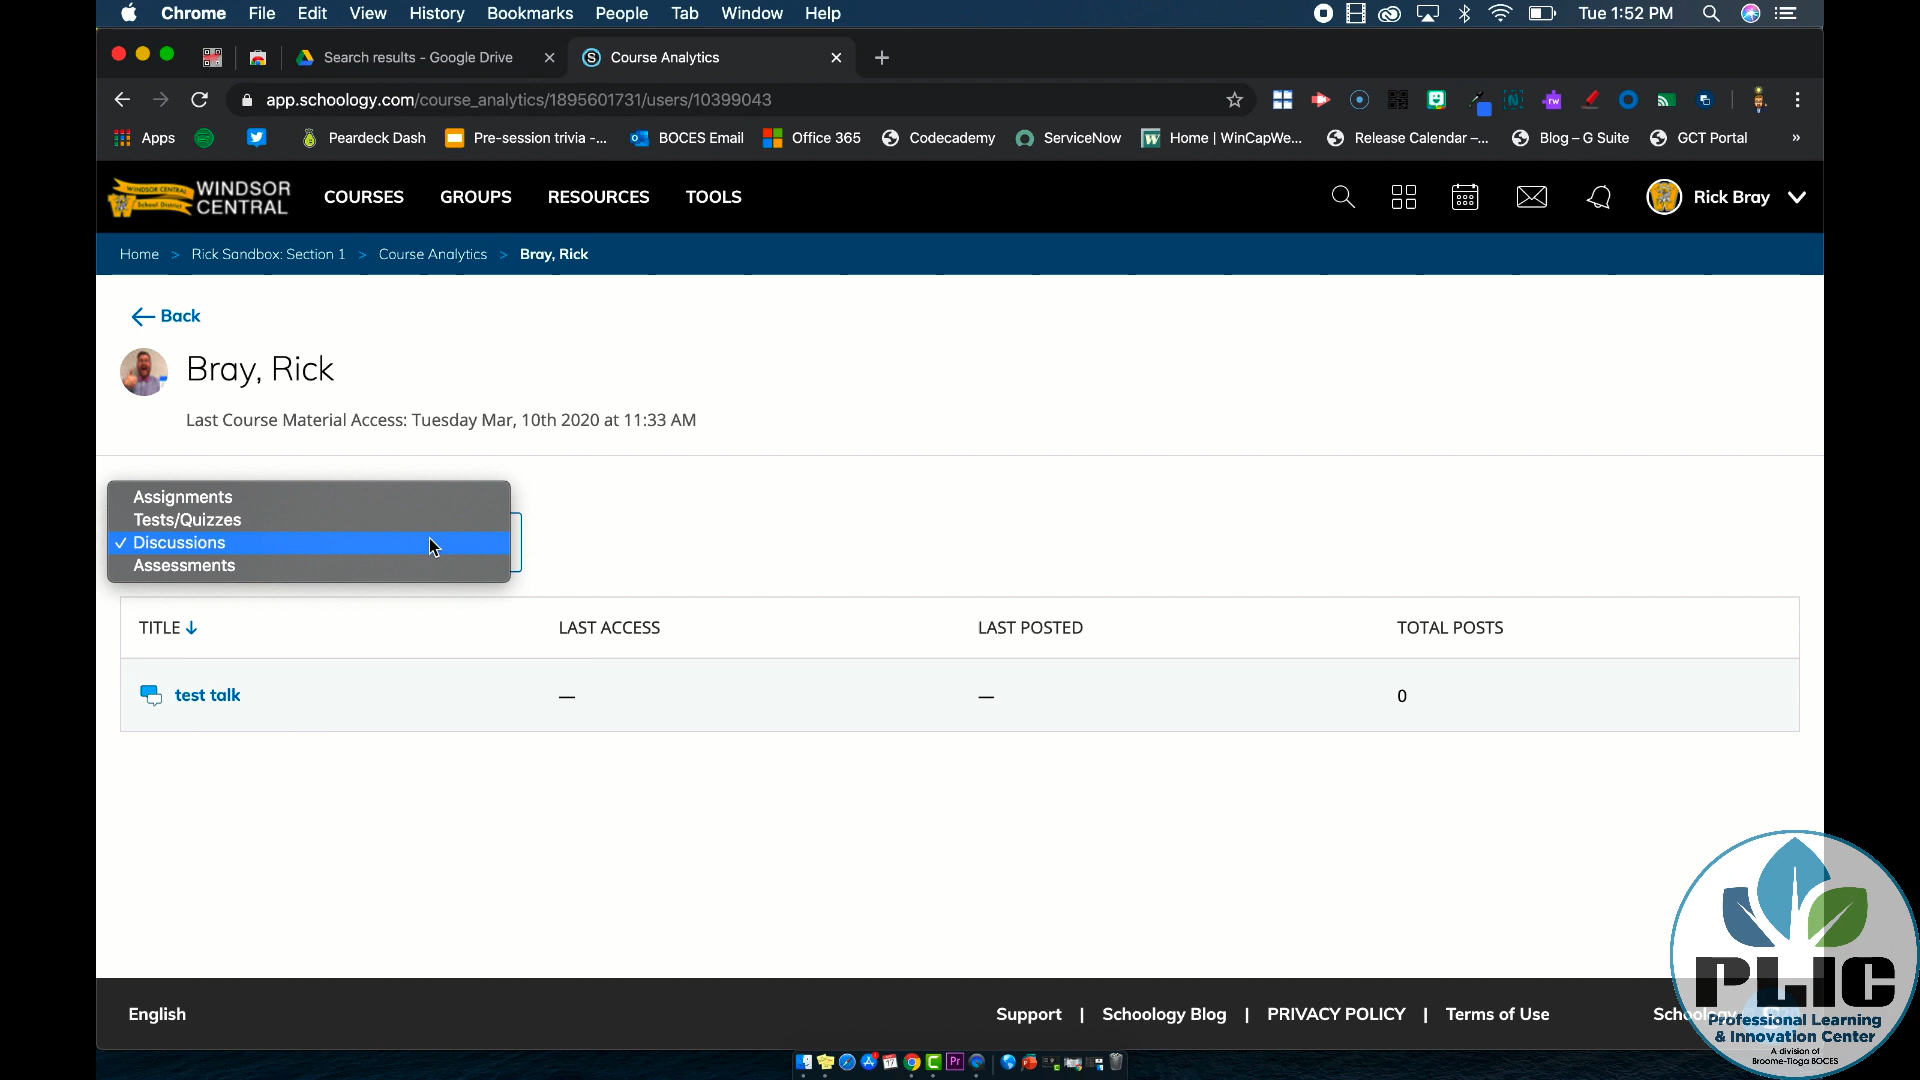 Chrome File Edit View History Bookmarks People Tab Window Help
Tue 1:52 PM
Search results - Google Drive
Course Analytics
app.schoology.com/course_analytics/1895601731/users/10399043
Apps
Peardeck Dash
Pre-session trivia -...
BOCES Email
Office 365
Codecademy
ServiceNow
Home | WinCapWe...
Release Calendar –...
Blog – G Suite
GCT Portal
»
WINDSOR CENTRAL
School District
WINDSOR
CENTRAL
COURSES GROUPS RESOURCES TOOLS
Rick Bray
Home > Rick Sandbox: Section 1 > Course Analytics > Bray, Rick
Back
Bray, Rick
Last Course Material Access: Tuesday Mar, 10th 2020 at 11:33 AM
Assignments
Tests/Quizzes
✓ Discussions
Assessments
TITLE LAST ACCESS LAST POSTED TOTAL POSTS
test talk — — 0
English
Support | Schoology Blog | PRIVACY POLICY | Terms of Use
PLIC
Professional Learning
& Innovation Center
A division of
Broome-Tioga BOCES